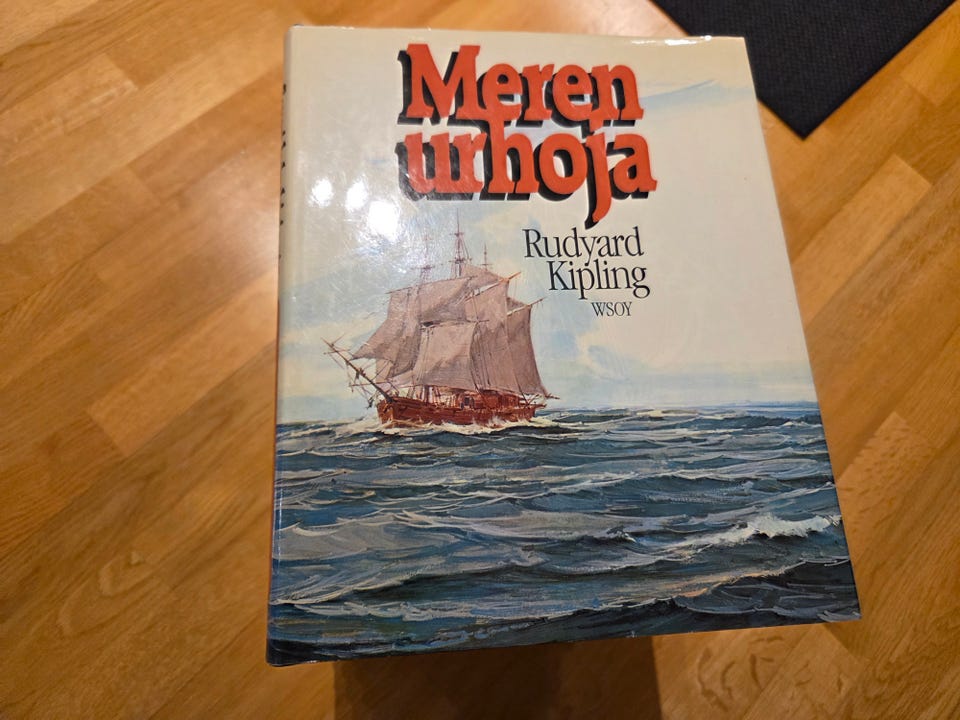 Meren
urhoja
Rudyard
Kipling
WSOY